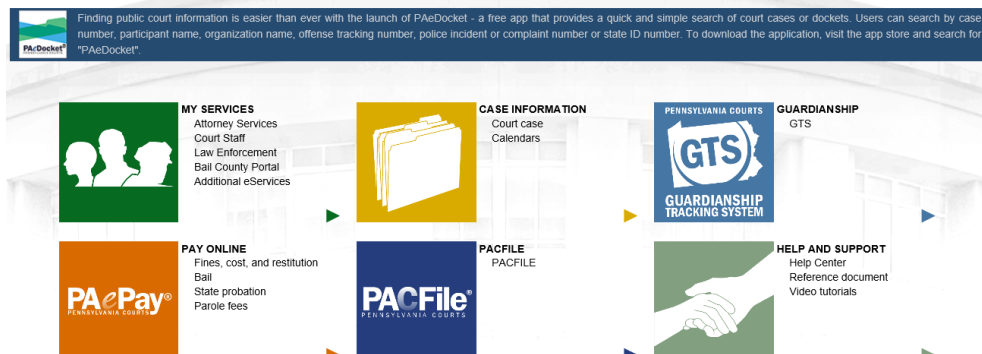 Finding public court information is easier than ever with the launch of PAeDocket - a free app that provides a quick and simple search of court cases or dockets. Users can search by case
number, participant name, organization name, offense tracking number, police incident or complaint number or state ID number. To download the application, visit the app store and search for
"PAeDocket".
PAeDocket®
MY SERVICES
Attorney Services
Court Staff
Law Enforcement
Bail County Portal
Additional eServices
CASE INFORMATION
Court case
Calendars
PENNSYLVANIA COURTS
GTS
GUARDIANSHIP
TRACKING SYSTEM
GUARDIANSHIP
GTS
PAePay®
PENNSYLVANIA COURTS
PAY ONLINE
Fines, cost, and restitution
Bail
State probation
Parole fees
PACFile®
PENNSYLVANIA COURTS
PACFILE
PACFILE
HELP AND SUPPORT
Help Center
Reference document
Video tutorials